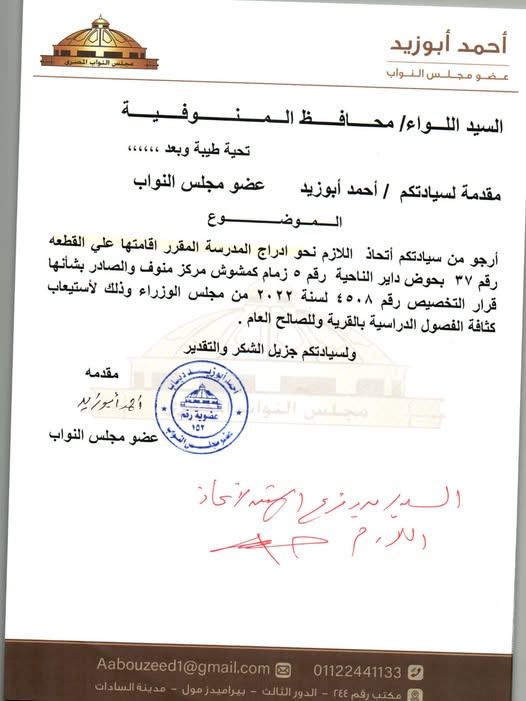 أحمد أبوزيد
عضو مجلس النواب
مجلس النواب المصري
السيد اللواء/ محافظ المنوفية
تحية طيبة وبعد ،،،،،،
مقدمة لسيادتكم / أحمد أبوزيد عضو مجلس النواب
الموضوع
أرجو من سيادتكم أتخاذ اللازم نحو ادراج المدرسة المقرر اقامتها علي القطعه
رقم ٣٧ بحوض داير الناحية رقم ٥ زمام كمشوش مركز منوف والصادر بشأنها
قرار التخصيص رقم ٤٥٠٨ لسنة ٢٠٢٢ من مجلس الوزراء وذلك لأستيعاب
كثافة الفصول الدراسية بالقرية وللصالح العام .
ولسيادتكم جزيل الشكر والتقدير
مقدمه
أحمد أبوزيد
عضو مجلس النواب
أحمد أبوزيد دياب
عضوية رقم
١٥٢
عضو مجلس النواب
مجلس النواب
السيد/ مدير فرع الهيئة لاتخاذ
اللازم
Aabouzeed1@gmail.com 01122441133
مكتب رقم ٢٤٤ - الدور الثالث - بيراميدز مول - مدينة السادات